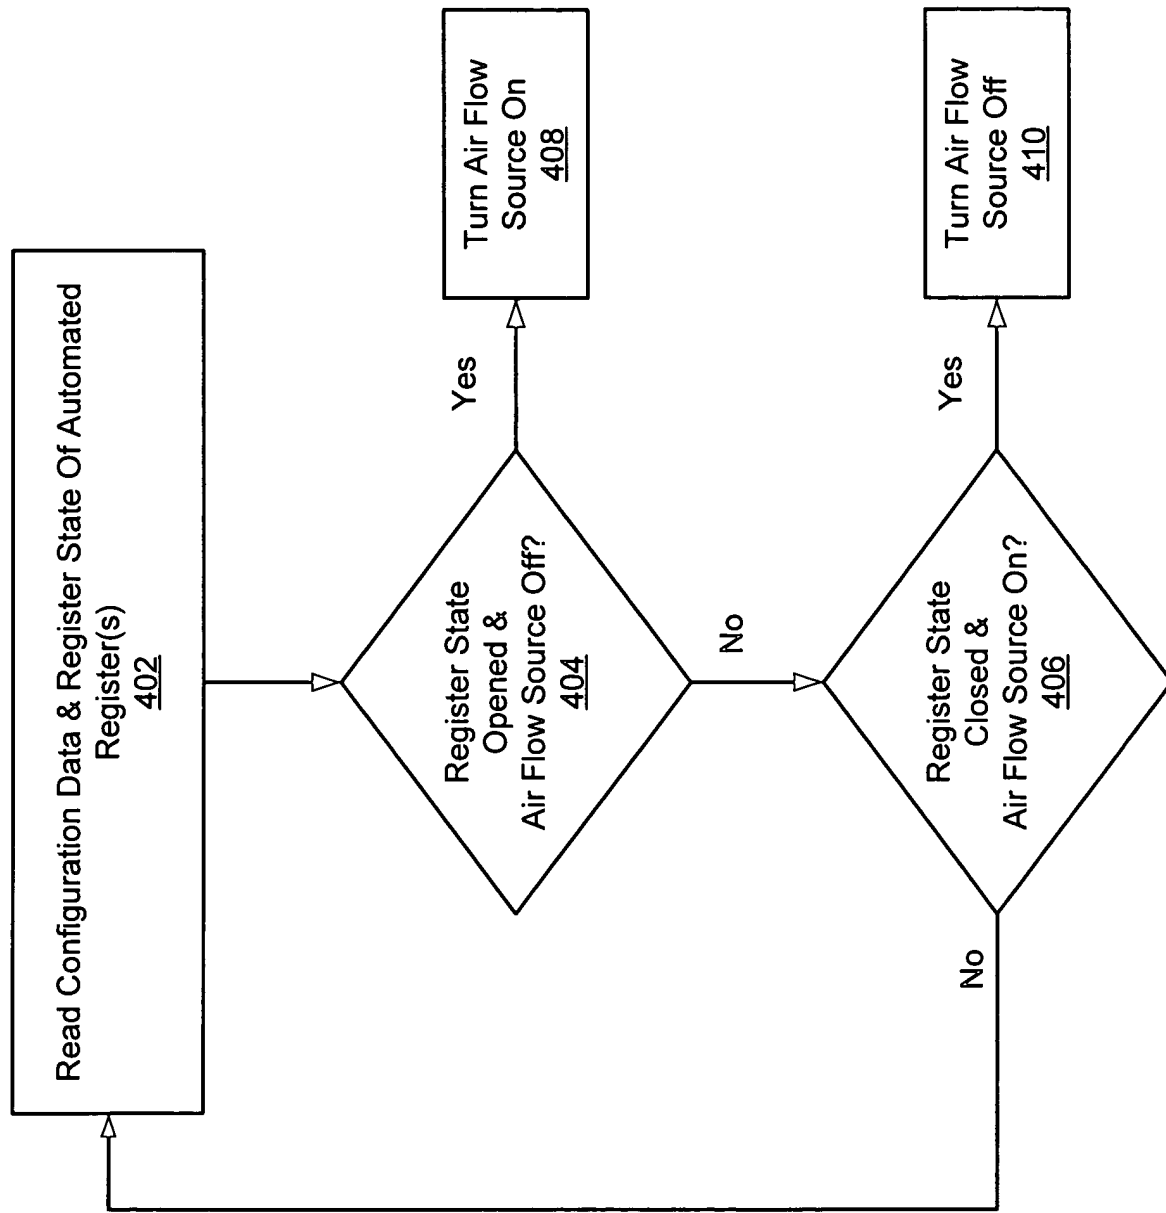 Read Configuration Data & Register State Of Automated
Register(s)
402
Register State
Opened &
Air Flow Source Off?
404
Yes
Turn Air Flow
Source On
408
No
Register State
Closed &
Air Flow Source On?
406
Yes
Turn Air Flow
Source Off
410
No